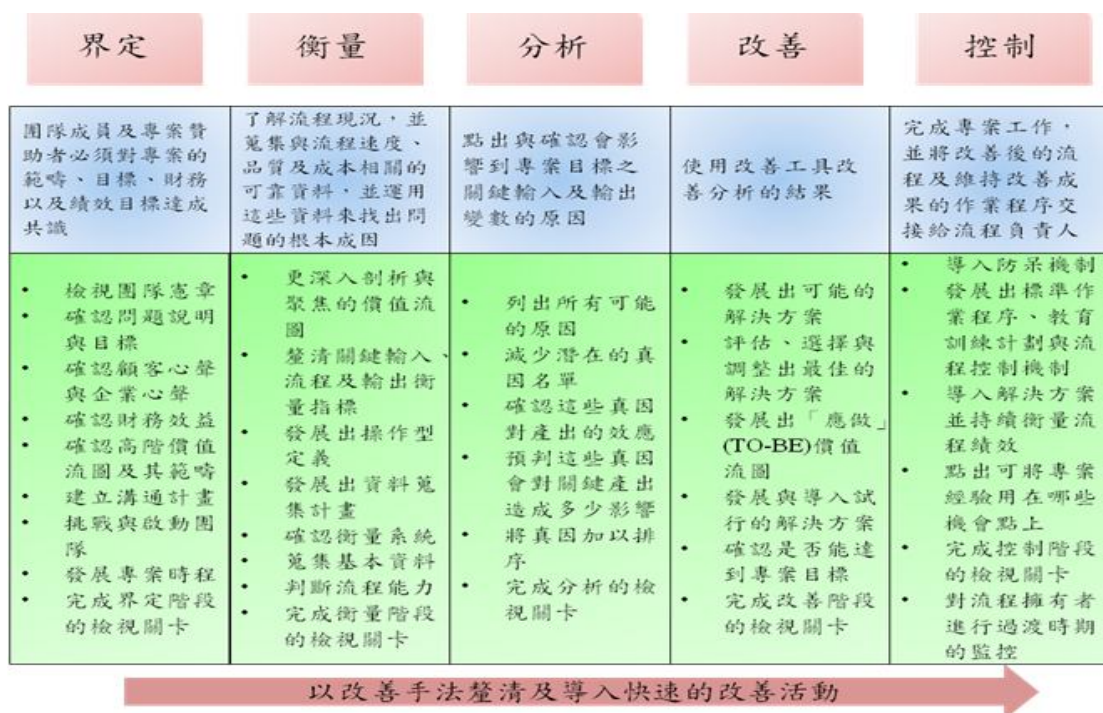 界定
衡量
分析
改善
控制
團隊成員及專案贊
助者必須對專案的
範疇、目標、財務
以及績效目標達成
共識
了解流程現況，並
蒐集與流程速度、
品質及成本相關的
可靠資料，並運用
這些資料來找出問
題的根本成因
點出與確認會影
響到專案目標之
關鍵輸入及輸出
變數的原因
使用改善工具改
善分析的結果
完成專案工作，
並將改善後的流
程及維持改善成
果的作業程序交
接給流程負責人
• 檢視團隊憲章
• 確認問題說明
與目標
• 確認顧客心聲
與企業心聲
• 確認財務效益
• 確認高階價值
流圖及其範疇
• 建立溝通計畫
• 挑戰與啟動團
隊
• 發展專案時程
• 完成界定階段
的檢視關卡
• 更深入剖析與
聚焦的價值流
圖
• 釐清關鍵輸入、
流程及輸出衡
量指標
• 發展出操作型
定義
• 發展出資料蒐
集計畫
• 確認衡量系統
• 蒐集基本資料
• 判斷流程能力
• 完成衡量階段
的檢視關卡
• 列出所有可能
的原因
• 減少潛在的真
因名單
• 確認這些真因
對產出的效應
• 預判這些真因
會對關鍵產出
造成多少影響
• 將真因加以排
序
• 完成分析的檢
視關卡
• 發展出可能的
解決方案
• 評估、選擇與
調整出最佳的
解決方案
• 發展出「應做」
(TO-BE)價值
流圖
• 發展與導入試
行的解決方案
• 確認是否能達
到專案目標
• 完成改善階段
的檢視關卡
• 導入防呆機制
• 發展出標準作
業程序、教育
訓練計劃與流
程控制機制
• 導入解決方案
並持續衡量流
程績效
• 點出可將專案
經驗用在哪些
機會點上
• 完成控制階段
的檢視關卡
• 對流程擁有者
進行過渡時期
的監控
以改善手法釐清及導入快速的改善活動